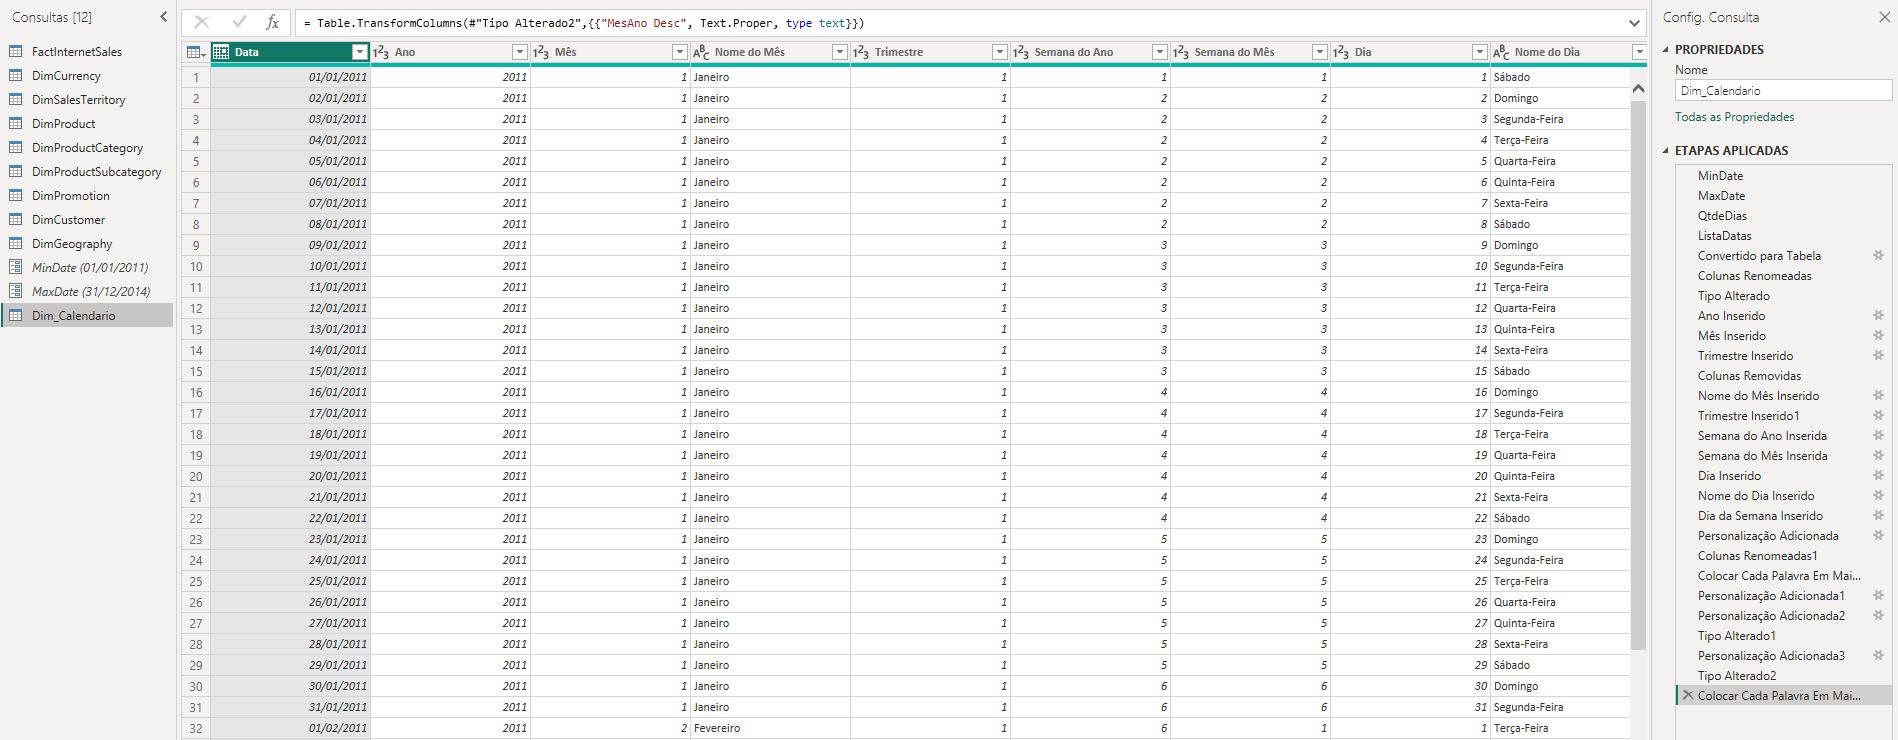 Consultas [12]
FactInternetSales
DimCurrency
DimSalesTerritory
DimProduct
DimProductCategory
DimProductSubcategory
DimPromotion
DimCustomer
DimGeography
MinDate (01/01/2011)
MaxDate (31/12/2014)
Dim_Calendario
fx = Table.TransformColumns(#"Tipo Alterado2",{{"MesAno Desc", Text.Proper, type text}})
Data 123 Ano 123 Mês ABC Nome do Mês 123 Trimestre 123 Semana do Ano 123 Semana do Mês 123 Dia ABC Nome do Dia
1 01/01/2011 2011 1 Janeiro 1 1 1 1 Sábado
2 02/01/2011 2011 1 Janeiro 1 2 2 2 Domingo
3 03/01/2011 2011 1 Janeiro 1 2 2 3 Segunda-Feira
4 04/01/2011 2011 1 Janeiro 1 2 2 4 Terça-Feira
5 05/01/2011 2011 1 Janeiro 1 2 2 5 Quarta-Feira
6 06/01/2011 2011 1 Janeiro 1 2 2 6 Quinta-Feira
7 07/01/2011 2011 1 Janeiro 1 2 2 7 Sexta-Feira
8 08/01/2011 2011 1 Janeiro 1 2 2 8 Sábado
9 09/01/2011 2011 1 Janeiro 1 3 3 9 Domingo
10 10/01/2011 2011 1 Janeiro 1 3 3 10 Segunda-Feira
11 11/01/2011 2011 1 Janeiro 1 3 3 11 Terça-Feira
12 12/01/2011 2011 1 Janeiro 1 3 3 12 Quarta-Feira
13 13/01/2011 2011 1 Janeiro 1 3 3 13 Quinta-Feira
14 14/01/2011 2011 1 Janeiro 1 3 3 14 Sexta-Feira
15 15/01/2011 2011 1 Janeiro 1 3 3 15 Sábado
16 16/01/2011 2011 1 Janeiro 1 4 4 16 Domingo
17 17/01/2011 2011 1 Janeiro 1 4 4 17 Segunda-Feira
18 18/01/2011 2011 1 Janeiro 1 4 4 18 Terça-Feira
19 19/01/2011 2011 1 Janeiro 1 4 4 19 Quarta-Feira
20 20/01/2011 2011 1 Janeiro 1 4 4 20 Quinta-Feira
21 21/01/2011 2011 1 Janeiro 1 4 4 21 Sexta-Feira
22 22/01/2011 2011 1 Janeiro 1 4 4 22 Sábado
23 23/01/2011 2011 1 Janeiro 1 5 5 23 Domingo
24 24/01/2011 2011 1 Janeiro 1 5 5 24 Segunda-Feira
25 25/01/2011 2011 1 Janeiro 1 5 5 25 Terça-Feira
26 26/01/2011 2011 1 Janeiro 1 5 5 26 Quarta-Feira
27 27/01/2011 2011 1 Janeiro 1 5 5 27 Quinta-Feira
28 28/01/2011 2011 1 Janeiro 1 5 5 28 Sexta-Feira
29 29/01/2011 2011 1 Janeiro 1 5 5 29 Sábado
30 30/01/2011 2011 1 Janeiro 1 6 6 30 Domingo
31 31/01/2011 2011 1 Janeiro 1 6 6 31 Segunda-Feira
32 01/02/2011 2011 2 Fevereiro 1 6 1 1 Terça-Feira
Config. Consulta
PROPRIEDADES
Nome
Dim_Calendario
Todas as Propriedades
ETAPAS APLICADAS
MinDate
MaxDate
QtdeDias
ListaDatas
Convertido para Tabela
Colunas Renomeadas
Tipo Alterado
Ano Inserido
Mês Inserido
Trimestre Inserido
Colunas Removidas
Nome do Mês Inserido
Trimestre Inserido1
Semana do Ano Inserida
Semana do Mês Inserida
Dia Inserido
Nome do Dia Inserido
Dia da Semana Inserido
Personalização Adicionada
Colunas Renomeadas1
Colocar Cada Palavra Em Mai...
Personalização Adicionada1
Personalização Adicionada2
Tipo Alterado1
Personalização Adicionada3
Tipo Alterado2
Colocar Cada Palavra Em Mai...